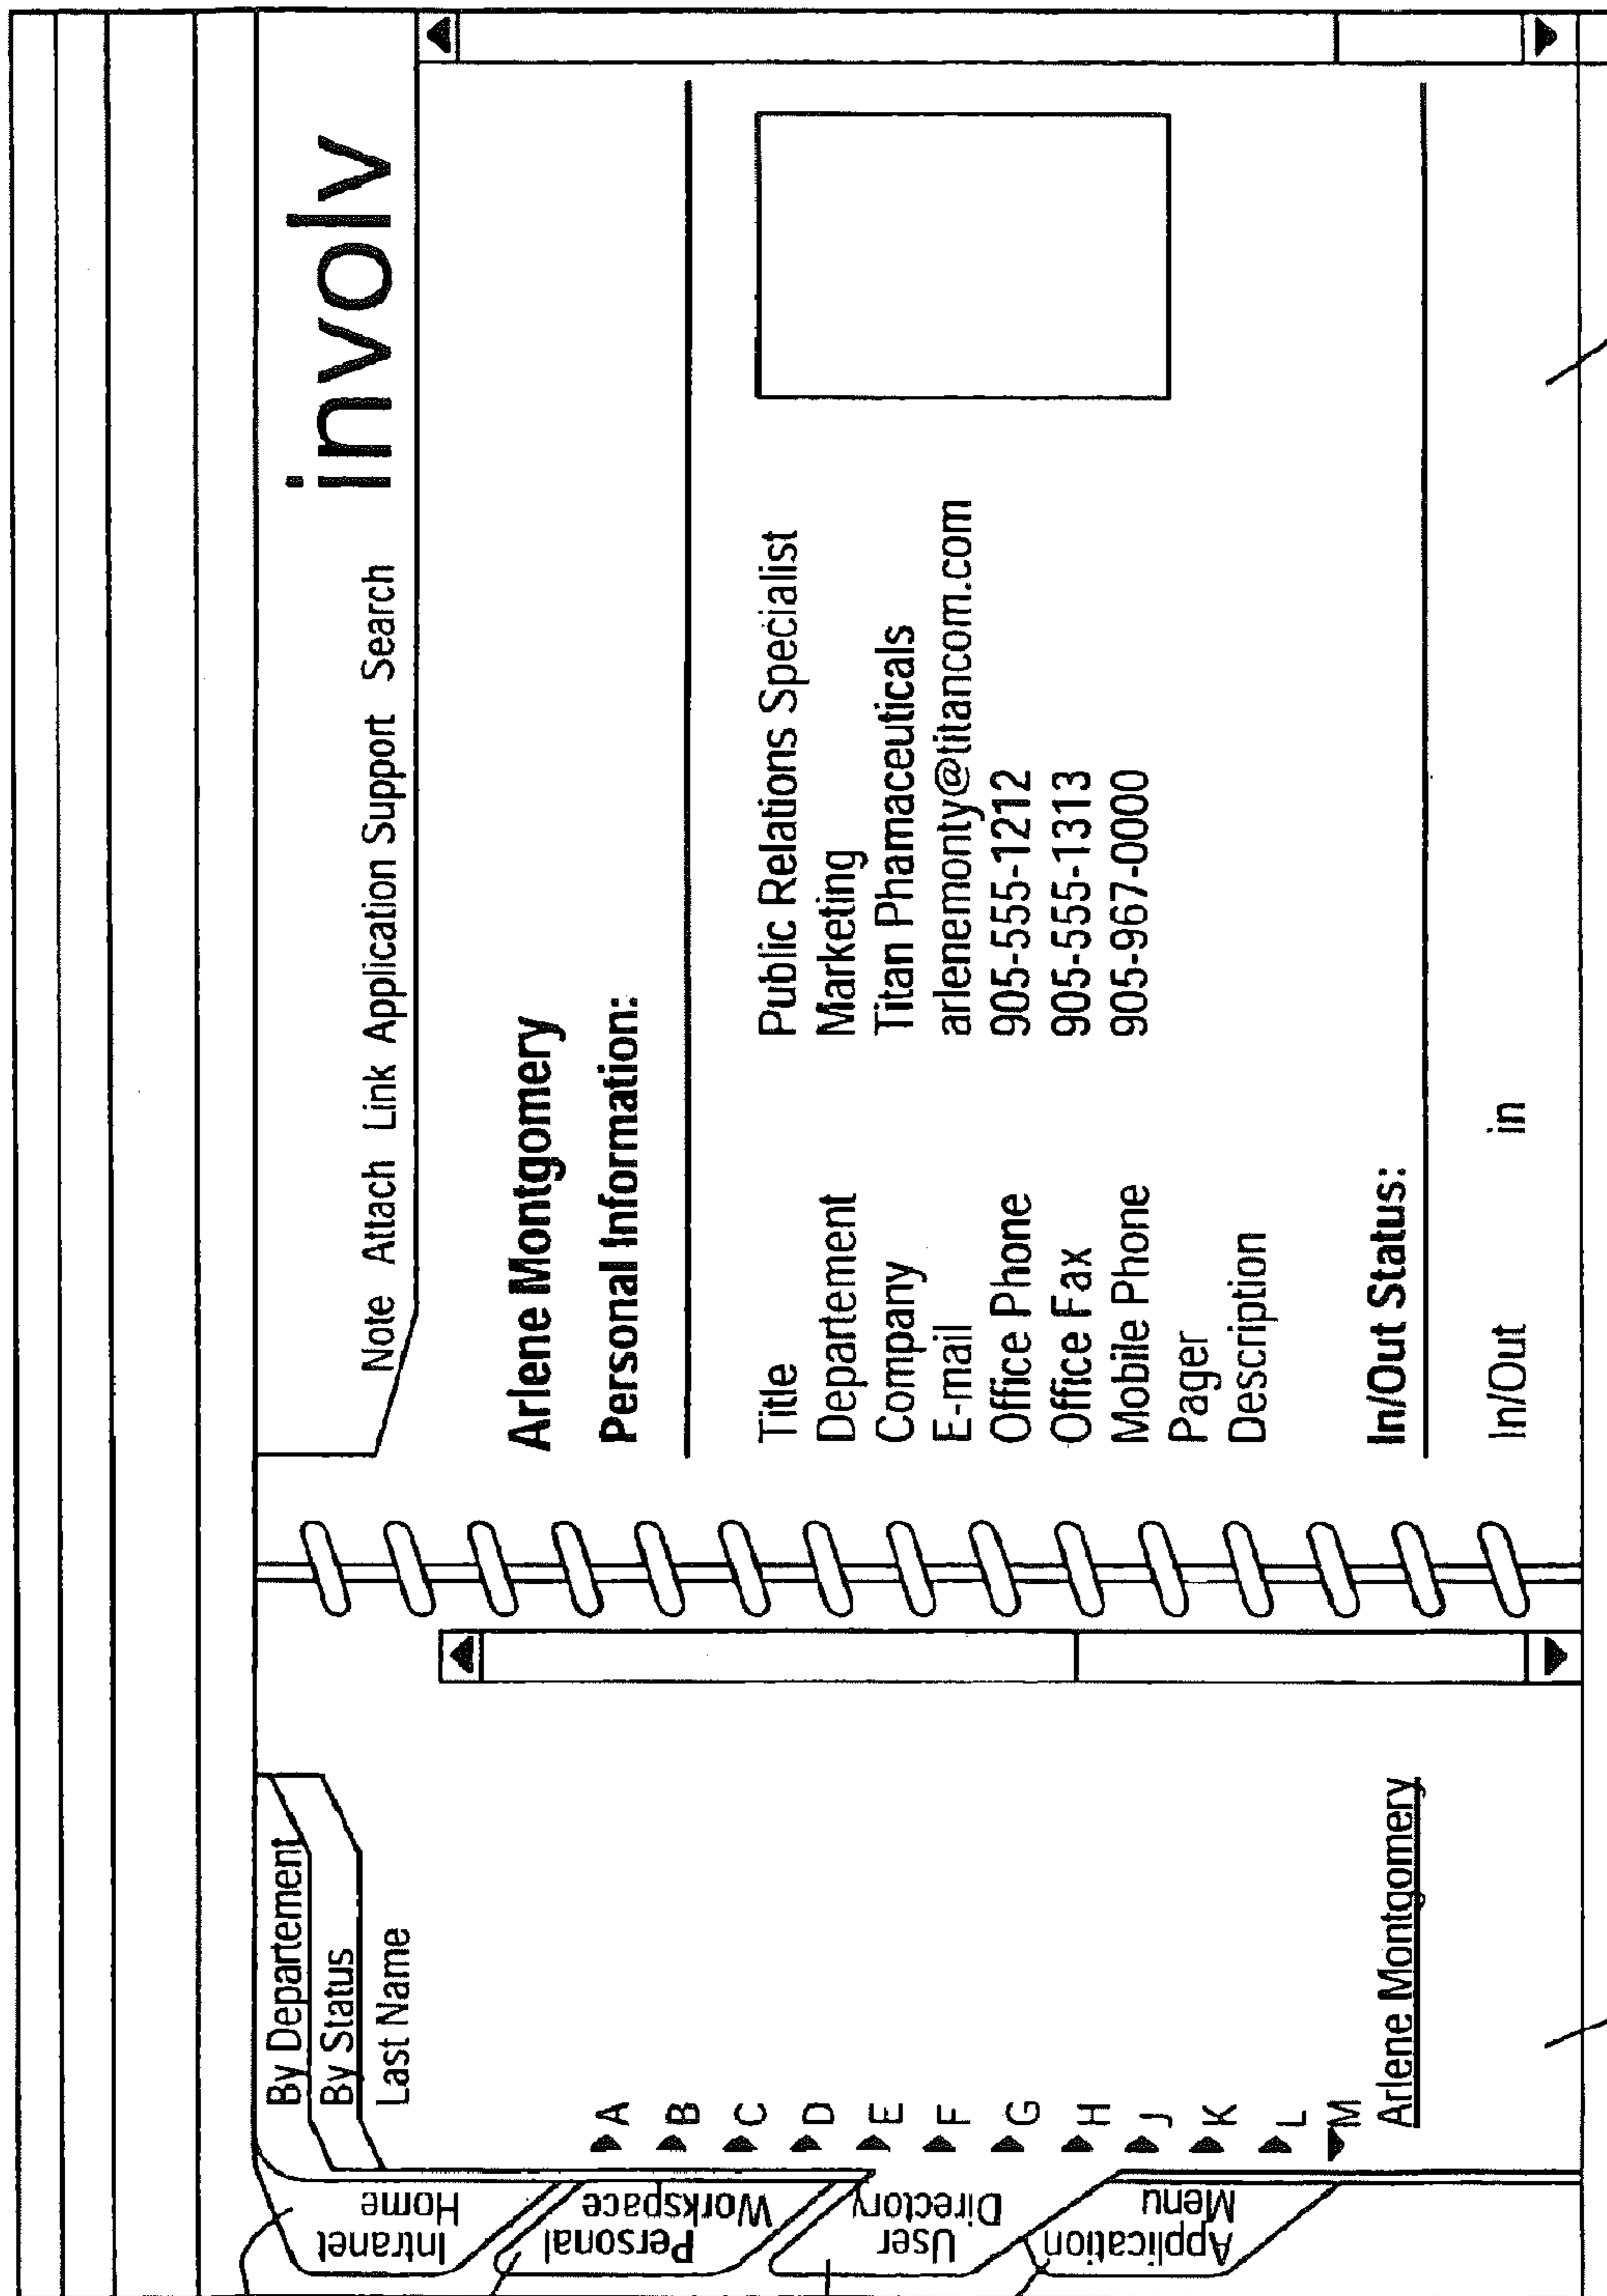 Intranet
Home
Personal
Workspace
User
Directory
Application
Menu
By Departement
By Status
Last Name
A
B
C
D
E
F
G
H
J
K
L
M
Arlene Montgomery
Note Attach Link Application Support Search
involv
Arlene Montgomery
Personal Information:
Title Public Relations Specialist
Departement Marketing
Company Titan Phamaceuticals
E-mail arlenemonty@titancom.com
Office Phone 905-555-1212
Office Fax 905-555-1313
Mobile Phone 905-967-0000
Pager
Description
In/Out Status:
In/Out in